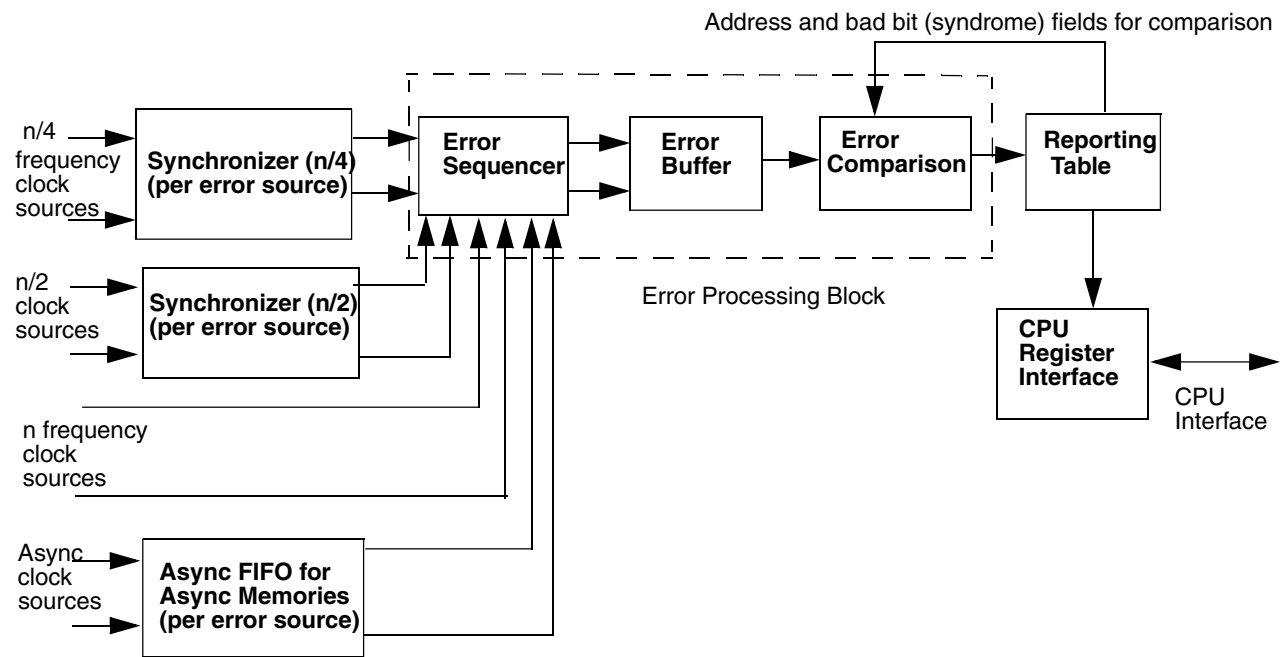 Address and bad bit (syndrome) fields for comparison
n/4
frequency
clock
sources
Synchronizer (n/4)
(per error source)
Error
Sequencer
Error
Buffer
Error
Comparison
Reporting
Table
n/2
clock
sources
Synchronizer (n/2)
(per error source)
Error Processing Block
CPU
Register
Interface
CPU
Interface
n frequency
clock
sources
Async
clock
sources
Async FIFO for
Async Memories
(per error source)